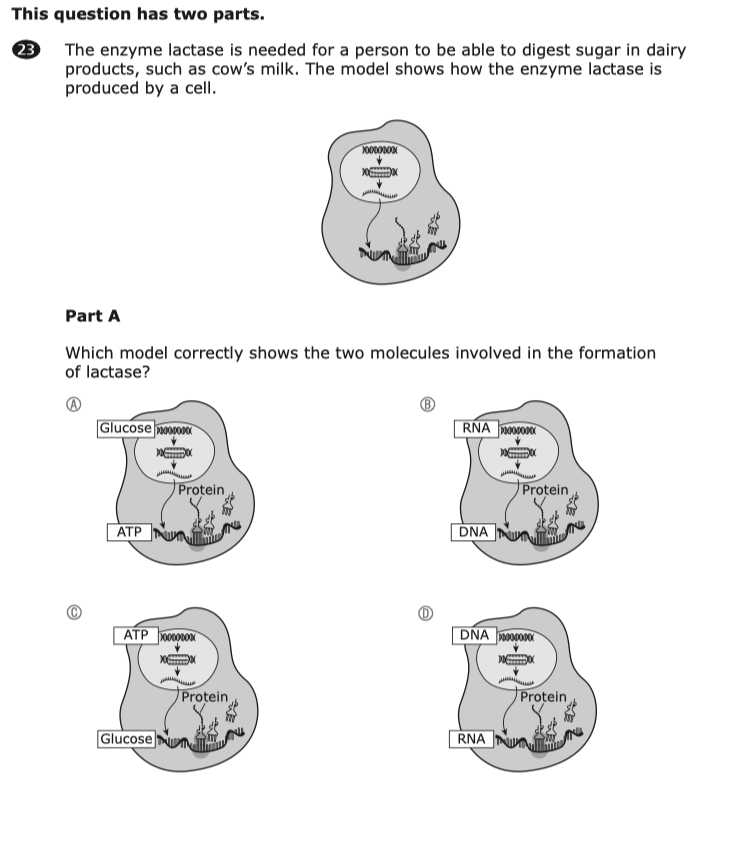 This question has two parts.
23 The enzyme lactase is needed for a person to be able to digest sugar in dairy
products, such as cow's milk. The model shows how the enzyme lactase is
produced by a cell.
Part A
Which model correctly shows the two molecules involved in the formation
of lactase?
A
Glucose
Protein
ATP
B
RNA
Protein
DNA
C
ATP
Protein
Glucose
D
DNA
Protein
RNA